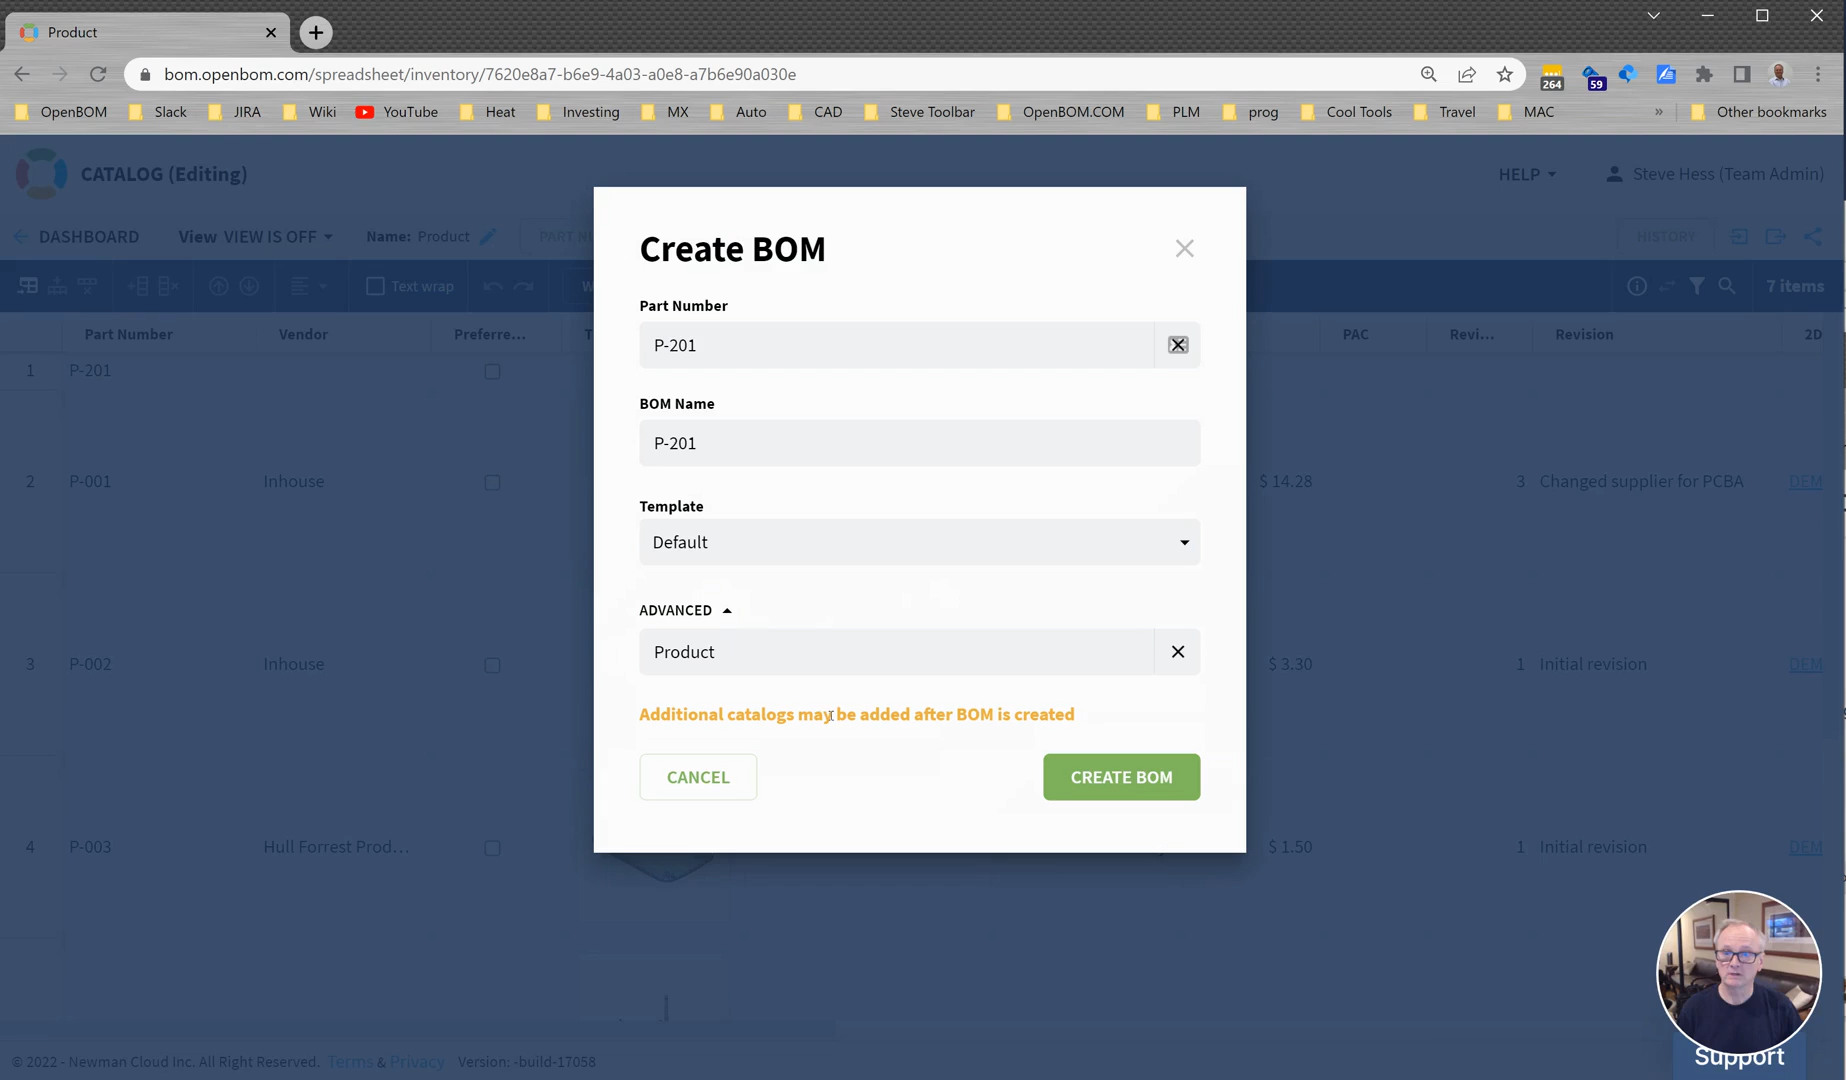 Product
bom.openbom.com/spreadsheet/inventory/7620e8a7-b6e9-4a03-a0e8-a7b6e90a030e
264
59
OpenBOM Slack JIRA Wiki YouTube Heat Investing MX Auto CAD Steve Toolbar OpenBOM.COM PLM prog Cool Tools Travel MAC » Other bookmarks
CATALOG (Editing) HELP Steve Hess (Team Admin)
DASHBOARD View VIEW IS OFF Name: Product PART NU HISTORY
Text wrap W 7 items
Part Number Vendor Preferre... T PAC Revi... Revision 2D
1 P-201
2 P-001 Inhouse $ 14.28 3 Changed supplier for PCBA DEM
3 P-002 Inhouse $ 3.30 1 Initial revision DEM
4 P-003 Hull Forrest Prod... $ 1.50 1 Initial revision DEM
Create BOM
Part Number
P-201
BOM Name
P-201
Template
Default
ADVANCED
Product
Additional catalogs may be added after BOM is created
CANCEL CREATE BOM
© 2022 - Newman Cloud Inc. All Right Reserved. Terms & Privacy Version: -build-17058
Support